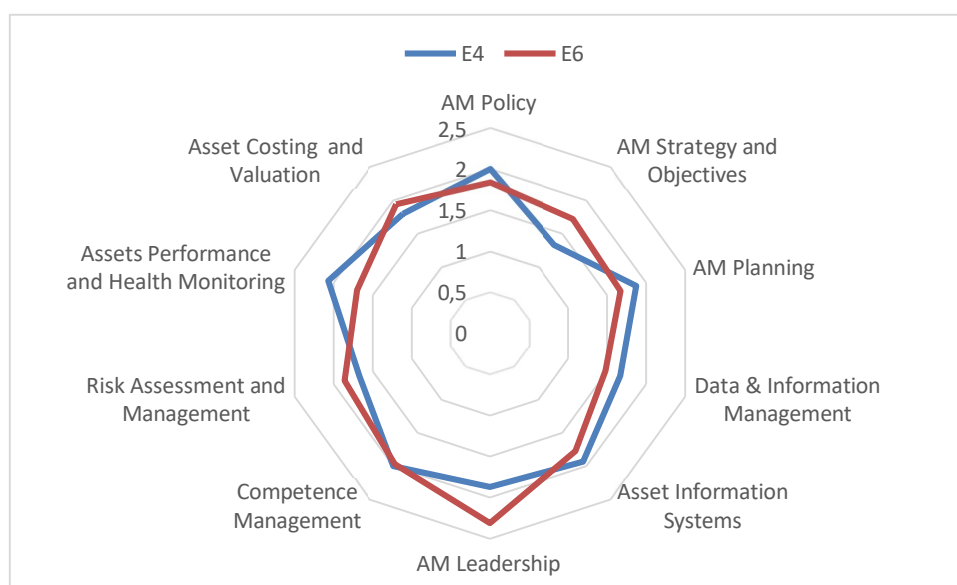 E4
E6
AM Policy
AM Strategy and
Objectives
AM Planning
Data & Information
Management
Asset Information
Systems
AM Leadership
Competence
Management
Risk Assessment and
Management
Assets Performance
and Health Monitoring
Asset Costing and
Valuation
2,5
2
1,5
1
0,5
0